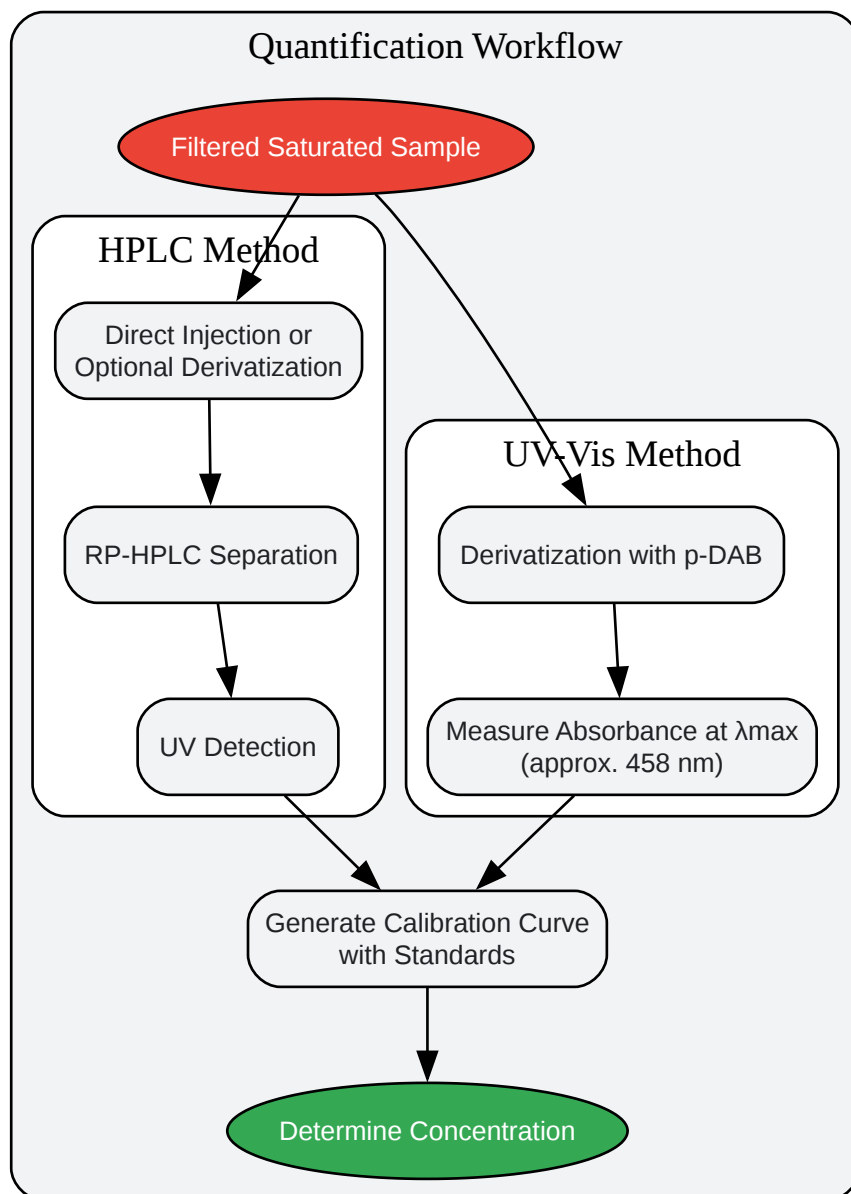 Quantification Workflow
Filtered Saturated Sample
HPLC Method
Direct Injection or
Optional Derivatization
RP-HPLC Separation
UV Detection
UV-Vis Method
Derivatization with p-DAB
Measure Absorbance at λmax
(approx. 458 nm)
Generate Calibration Curve
with Standards
Determine Concentration